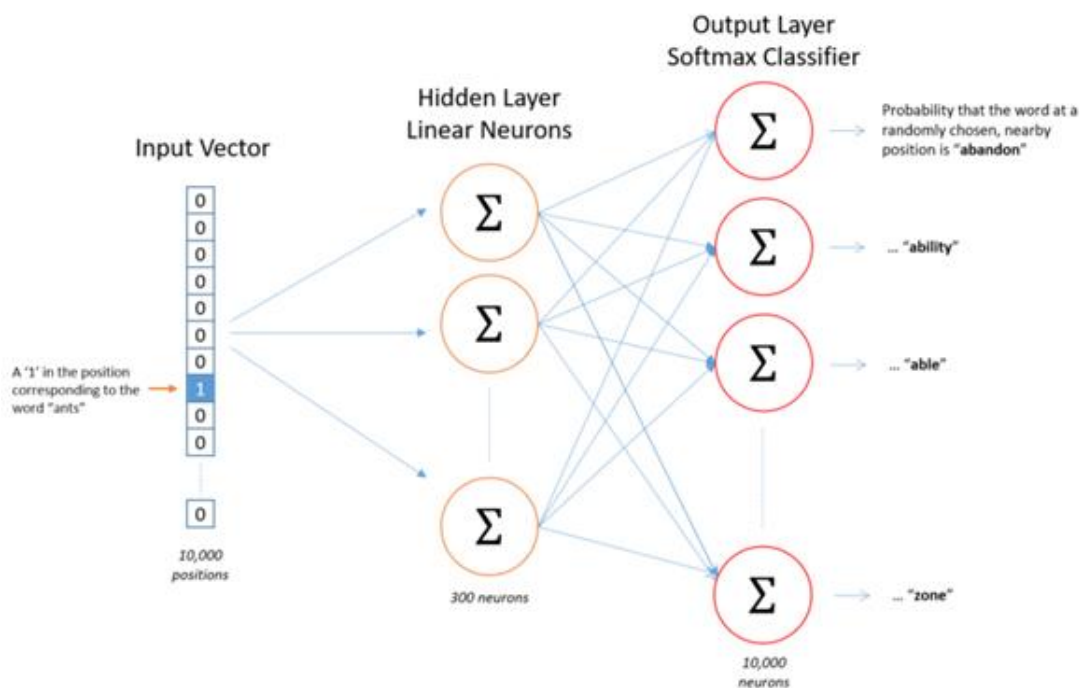 Output Layer
Softmax Classifier
Hidden Layer
Linear Neurons
Input Vector
0
0
0
0
0
0
0
1
0
0
0
A ‘1’ in the position
corresponding to the
word “ants”
10,000
positions
Σ
Σ
Σ
300 neurons
Σ
Σ
Σ
Σ
10,000
neurons
Probability that the word at a
randomly chosen, nearby
position is “abandon”
... “ability”
... “able”
... “zone”